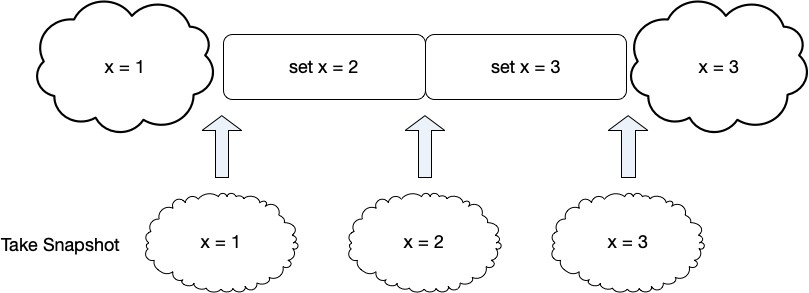 x = 1
set x = 2
set x = 3
x = 3
Take Snapshot
x = 1
x = 2
x = 3